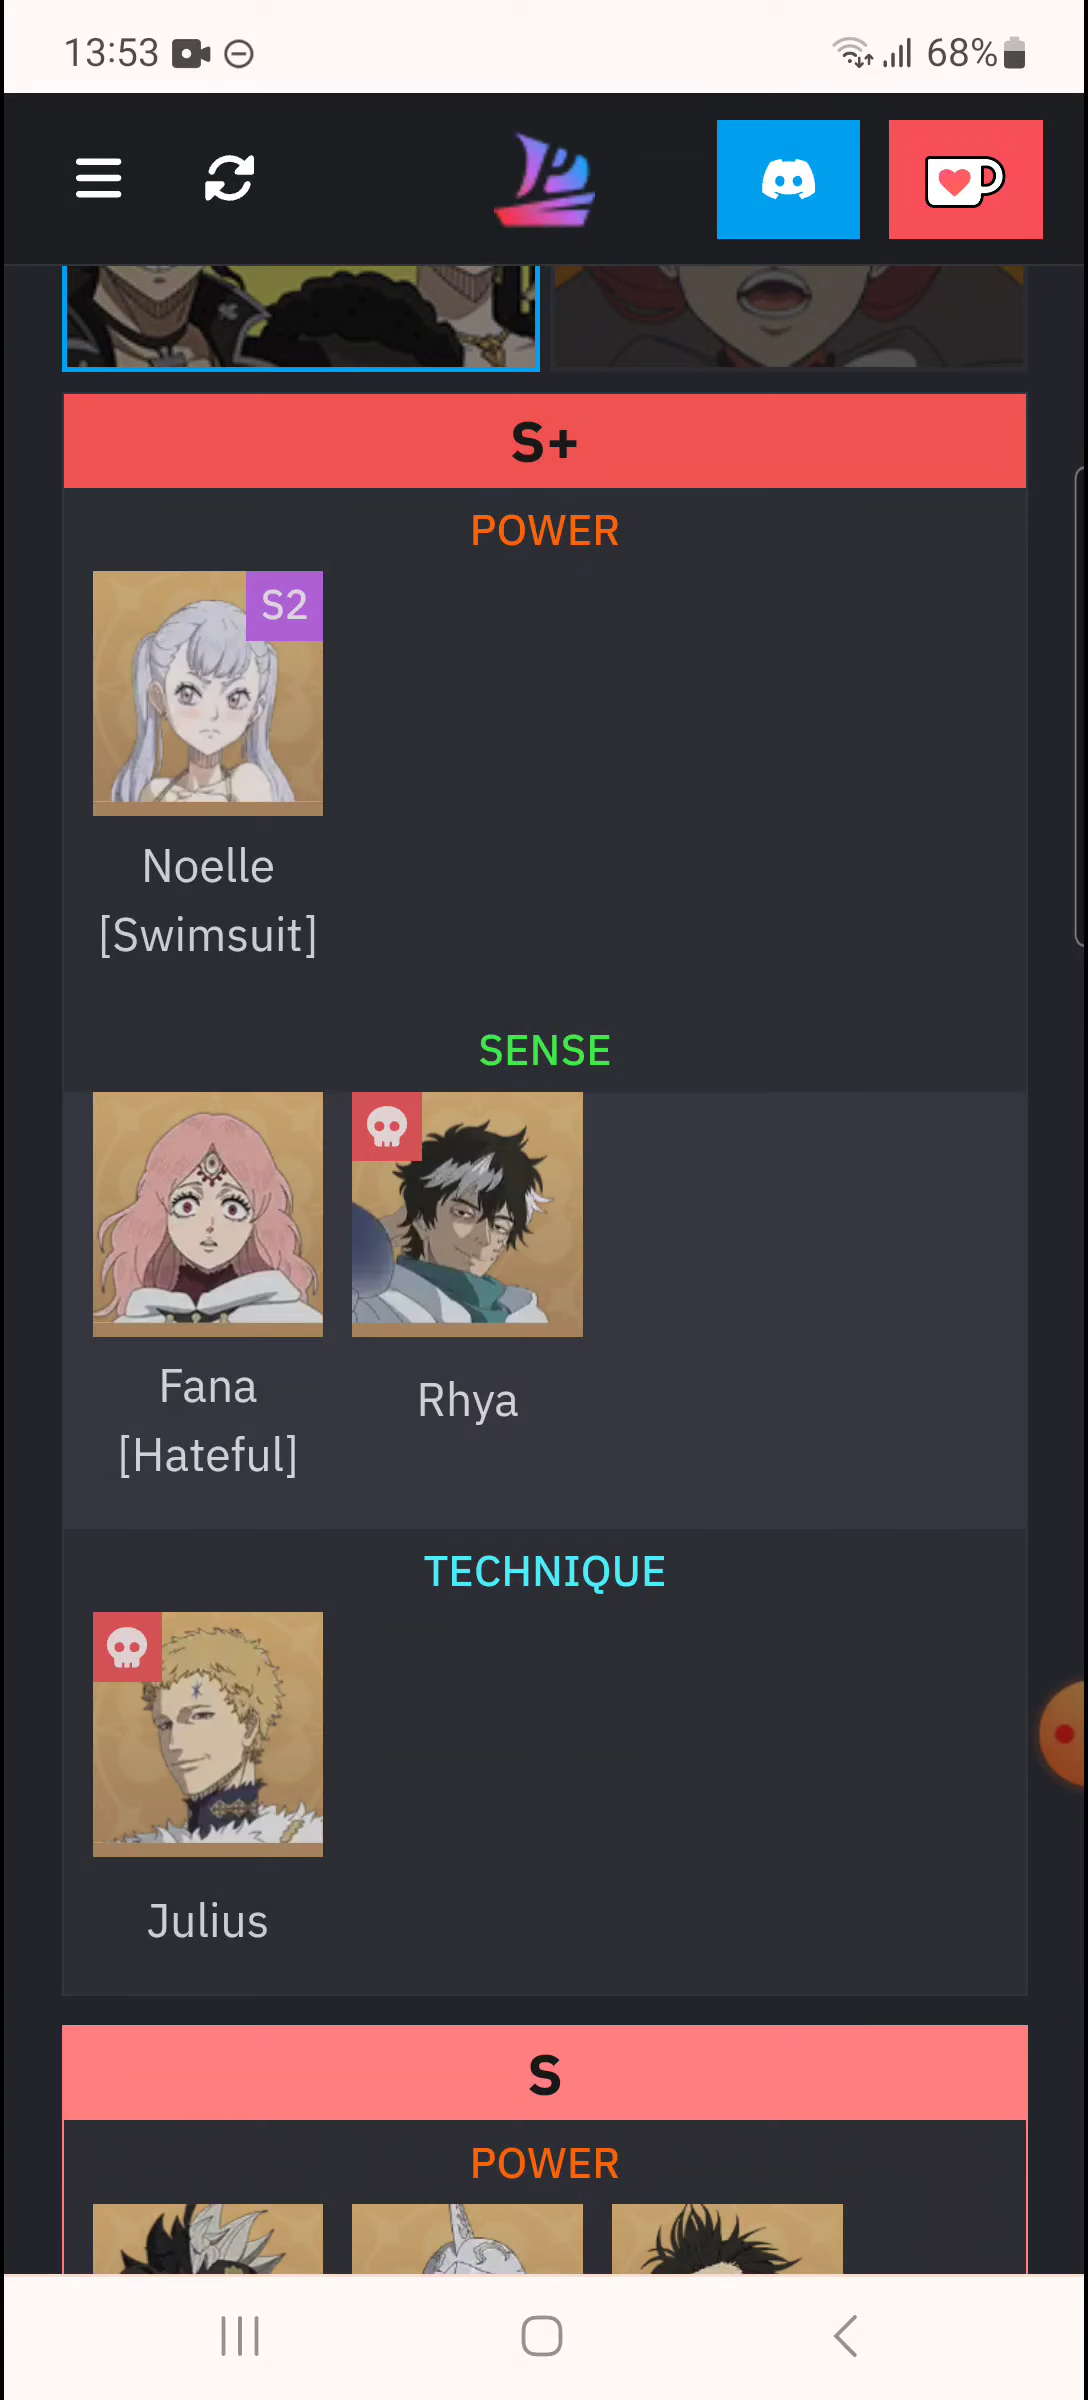 13:53
68%
S+
POWER
S2
Noelle
[Swimsuit]
SENSE
Fana
[Hateful]
Rhya
TECHNIQUE
Julius
S
POWER